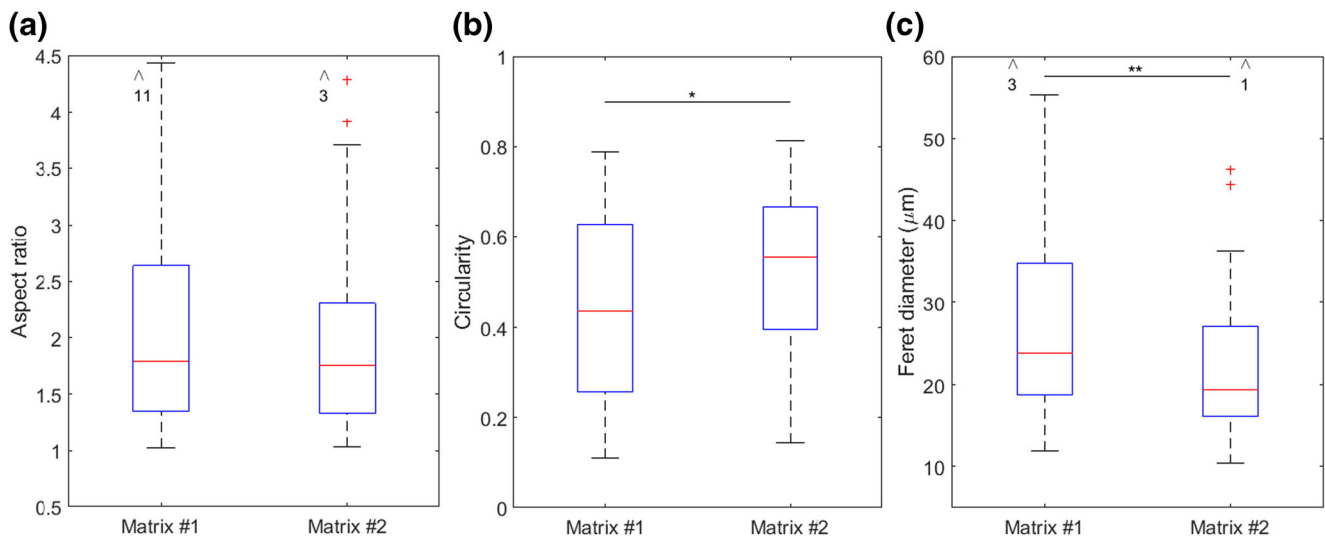 (a)
Aspect ratio
4.5
4
3.5
3
2.5
2
1.5
1
0.5
^
11
^
3
Matrix #1
Matrix #2
(b)
Circularity
1
0.8
0.6
0.4
0.2
0
*
Matrix #1
Matrix #2
(c)
Feret diameter (μm)
60
50
40
30
20
10
^
3
**
^
1
Matrix #1
Matrix #2